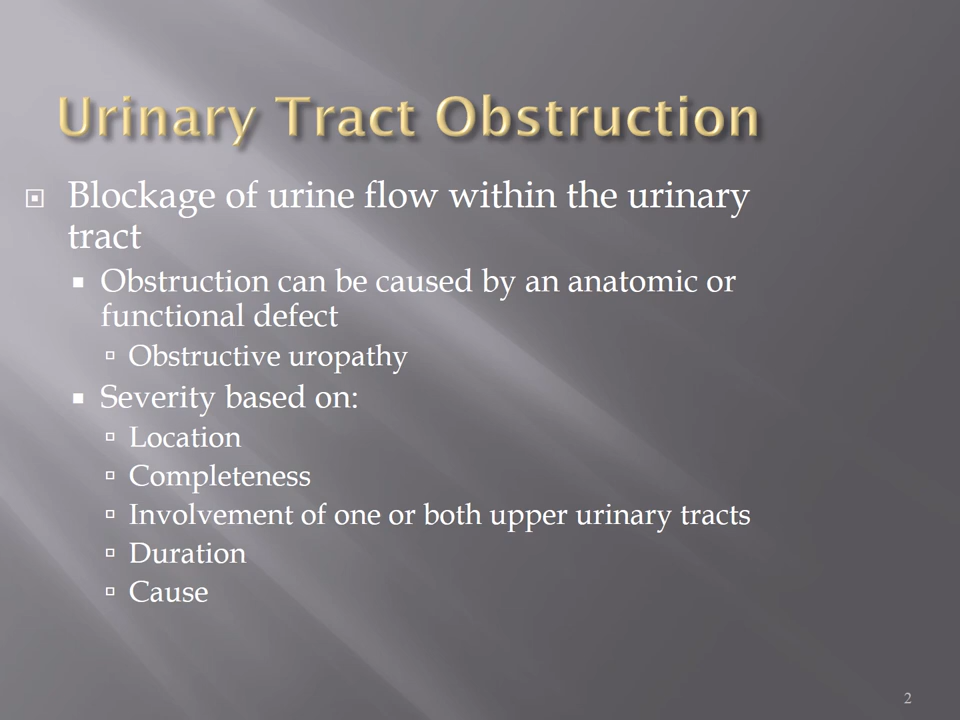 Urinary Tract Obstruction
Blockage of urine flow within the urinary
tract
Obstruction can be caused by an anatomic or
functional defect
Obstructive uropathy
Severity based on:
Location
Completeness
Involvement of one or both upper urinary tracts
Duration
Cause
2